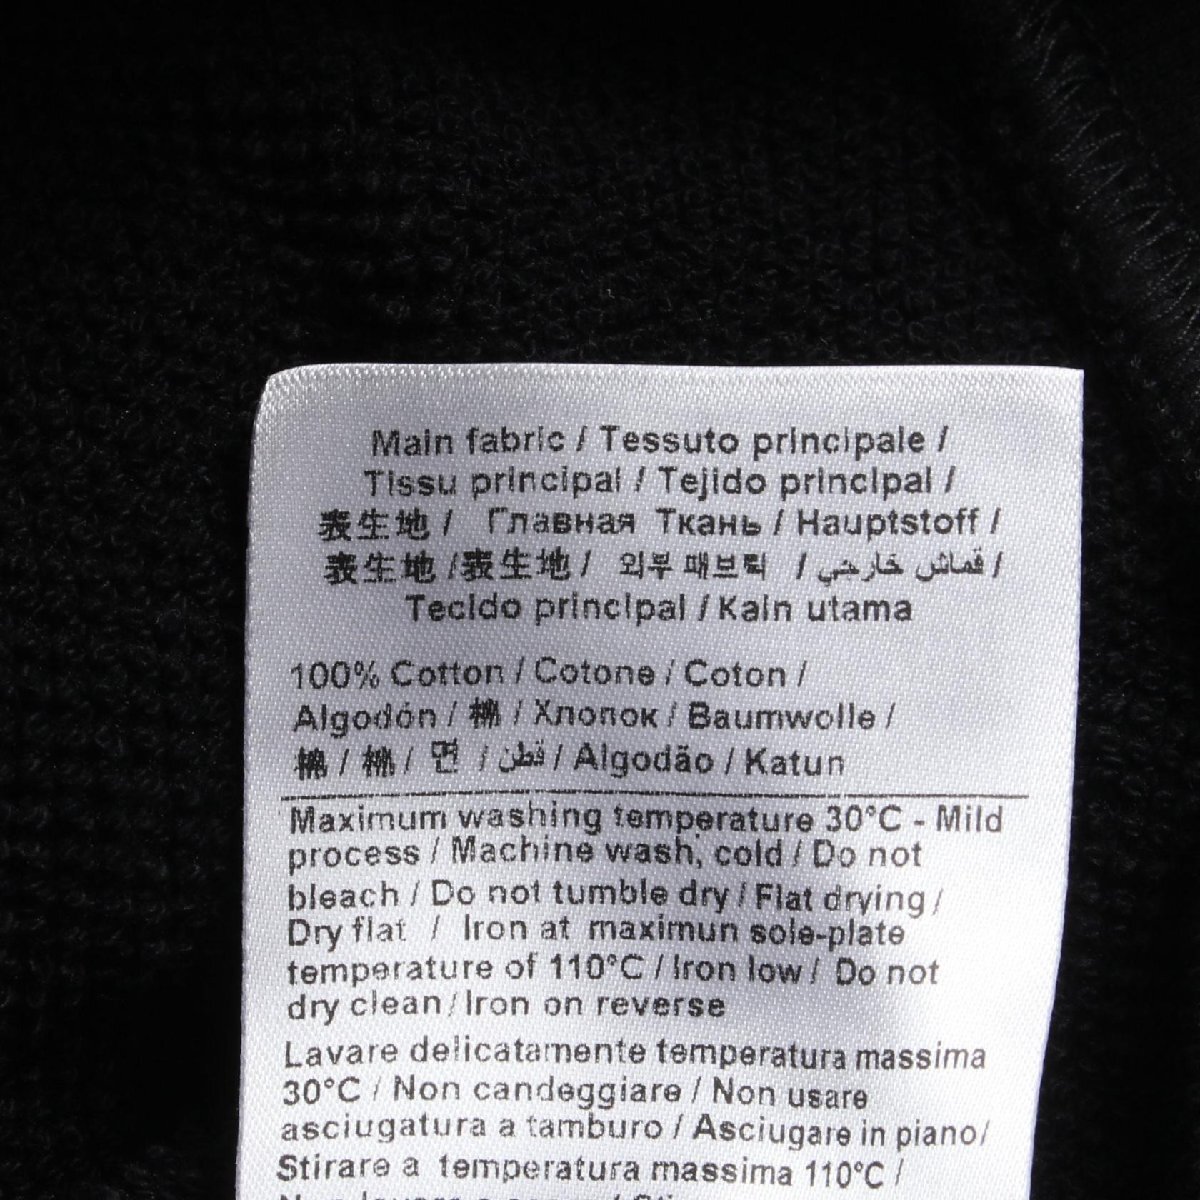 Main fabric / Tessuto principale /
Tissu principal / Tejido principal /
表生地 / Главная Ткань / Hauptstoff /
表生地 /表生地 / 외부 패브릭 / قماش خارجي /
Tecido principal / Kain utama
100% Cotton / Cotone / Coton /
Algodón / 棉 / Хлопок / Baumwolle /
棉 / 棉 / 면 / قطن / Algodão / Katun
Maximum washing temperature 30°C - Mild
process / Machine wash, cold / Do not
bleach / Do not tumble dry / Flat drying /
Dry flat / Iron at maximun sole-plate
temperature of 110°C / Iron low / Do not
dry clean / Iron on reverse
Lavare delicatamente temperatura massima
30°C / Non candeggiare / Non usare
asciugatura a tamburo / Asciugare in piano/
Stirare a temperatura massima 110°C /